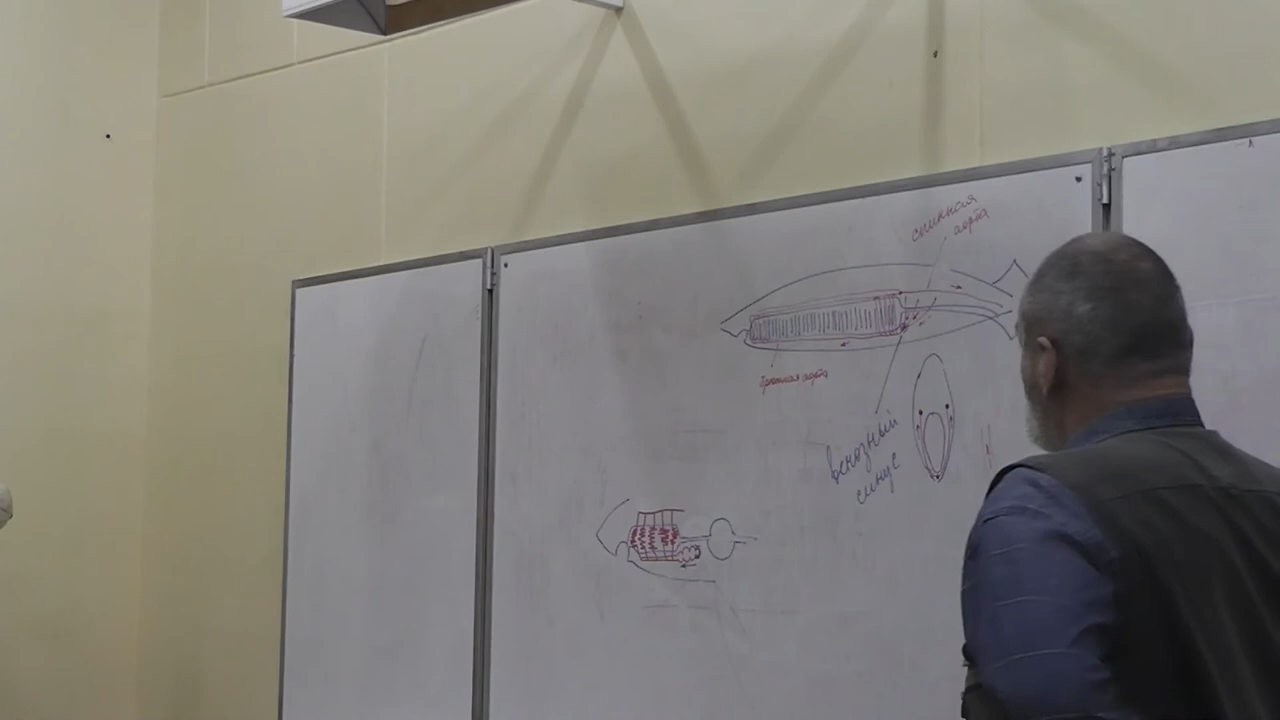 спинная
аорта
брюшная аорта
венозный
синус